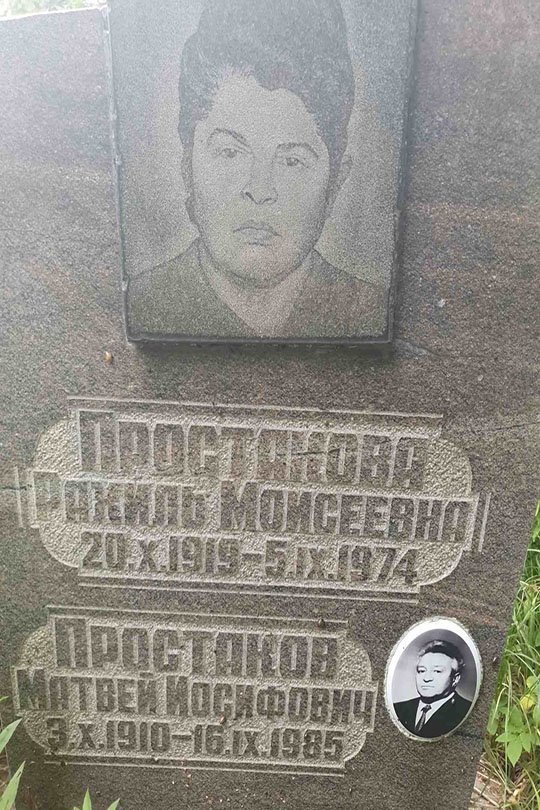 ПРОСТАКОВА
РАХИЛЬ МОИСЕЕВНА
20.X.1919–5.IX.1974
ПРОСТАКОВ
МАТВЕЙ ИОСИФОВИЧ
3.X.1910–16.IX.1985